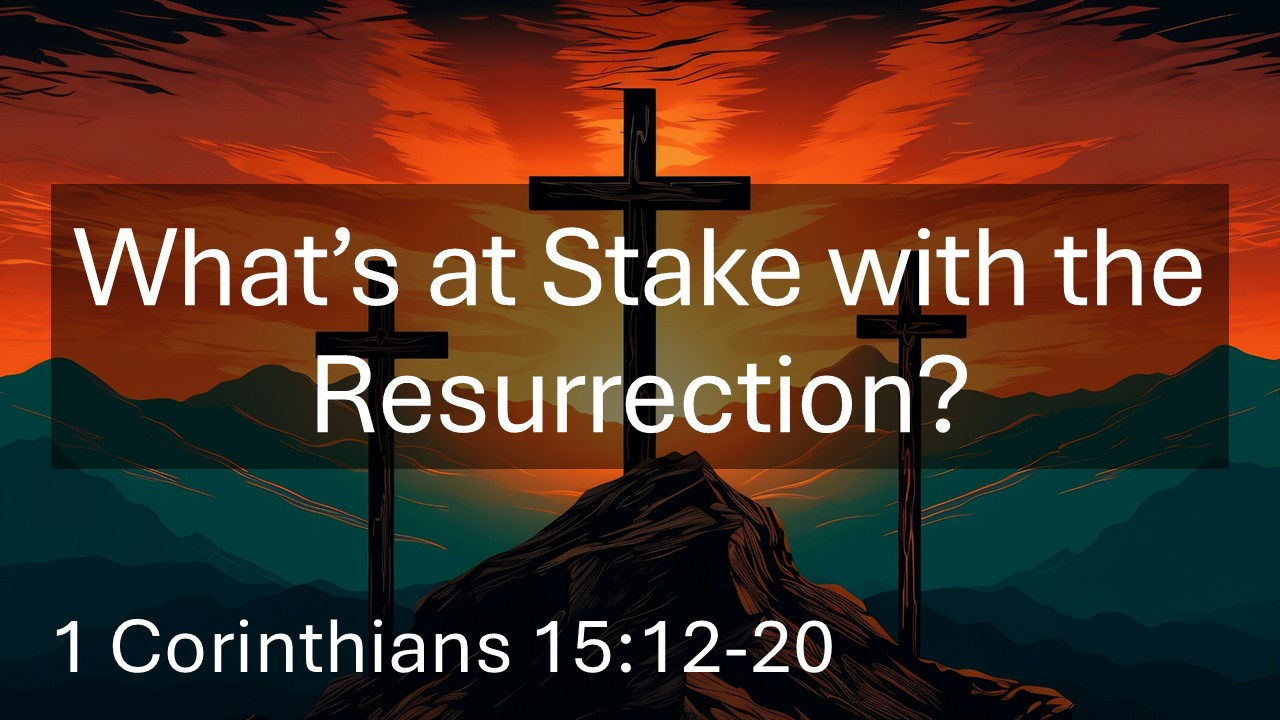 What’s at Stake with the
Resurrection?
1 Corinthians 15:12-20